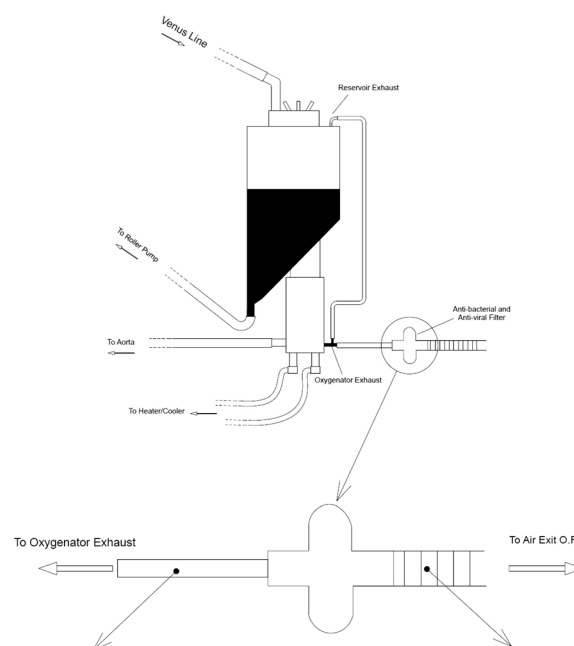 Venus Line
Reservoir Exhaust
To Roller Pump
Anti-bacterial and
Anti-viral Filter
To Aorta
Oxygenator Exhaust
To Heater/Cooler
To Oxygenator Exhaust
To Air Exit O.R